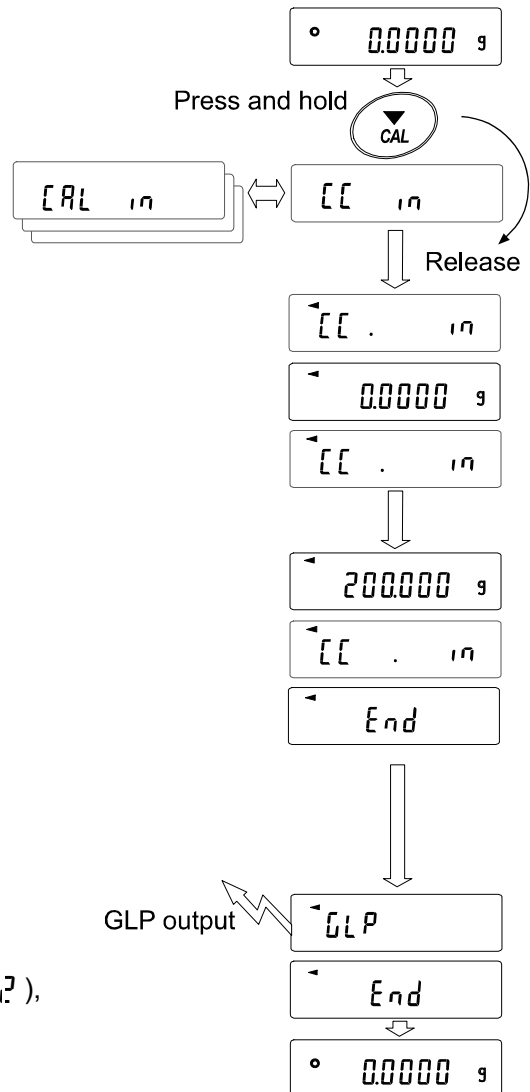 0.0000 g
Press and hold
CAL
CAL in
CC in
Release
CC . in
0.0000 g
CC . in
200.000 g
CC . in
End
GLP output
GLP
End
),
0.0000 g